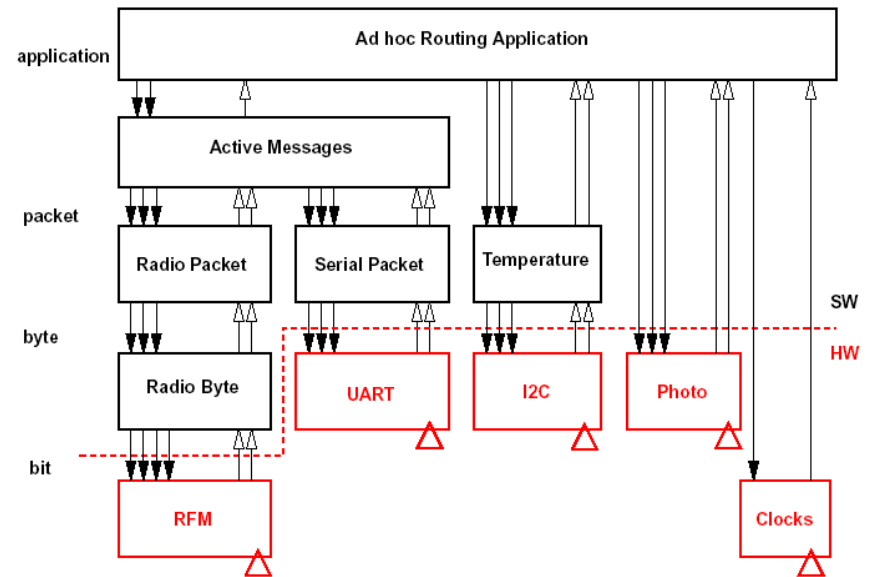 Ad hoc Routing Application
application
Active Messages
packet
Radio Packet
Serial Packet
Temperature
SW
byte
HW
Radio Byte
UART
I2C
Photo
bit
RFM
Clocks